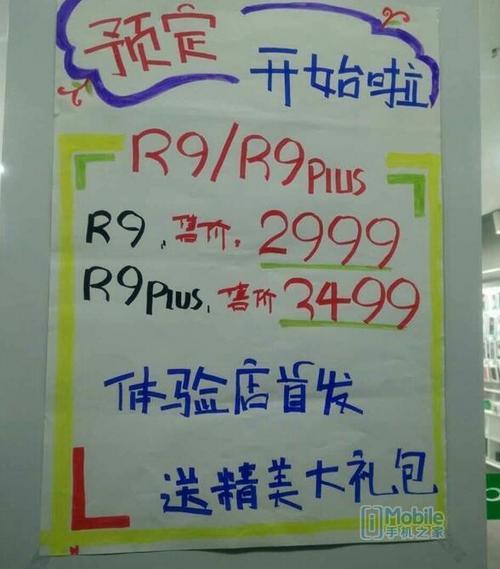 预定
开始啦
R9/R9Plus
R9,售价,2999
R9Plus,售价3499
体验店首发
送精美大礼包
Mobile
手机之家